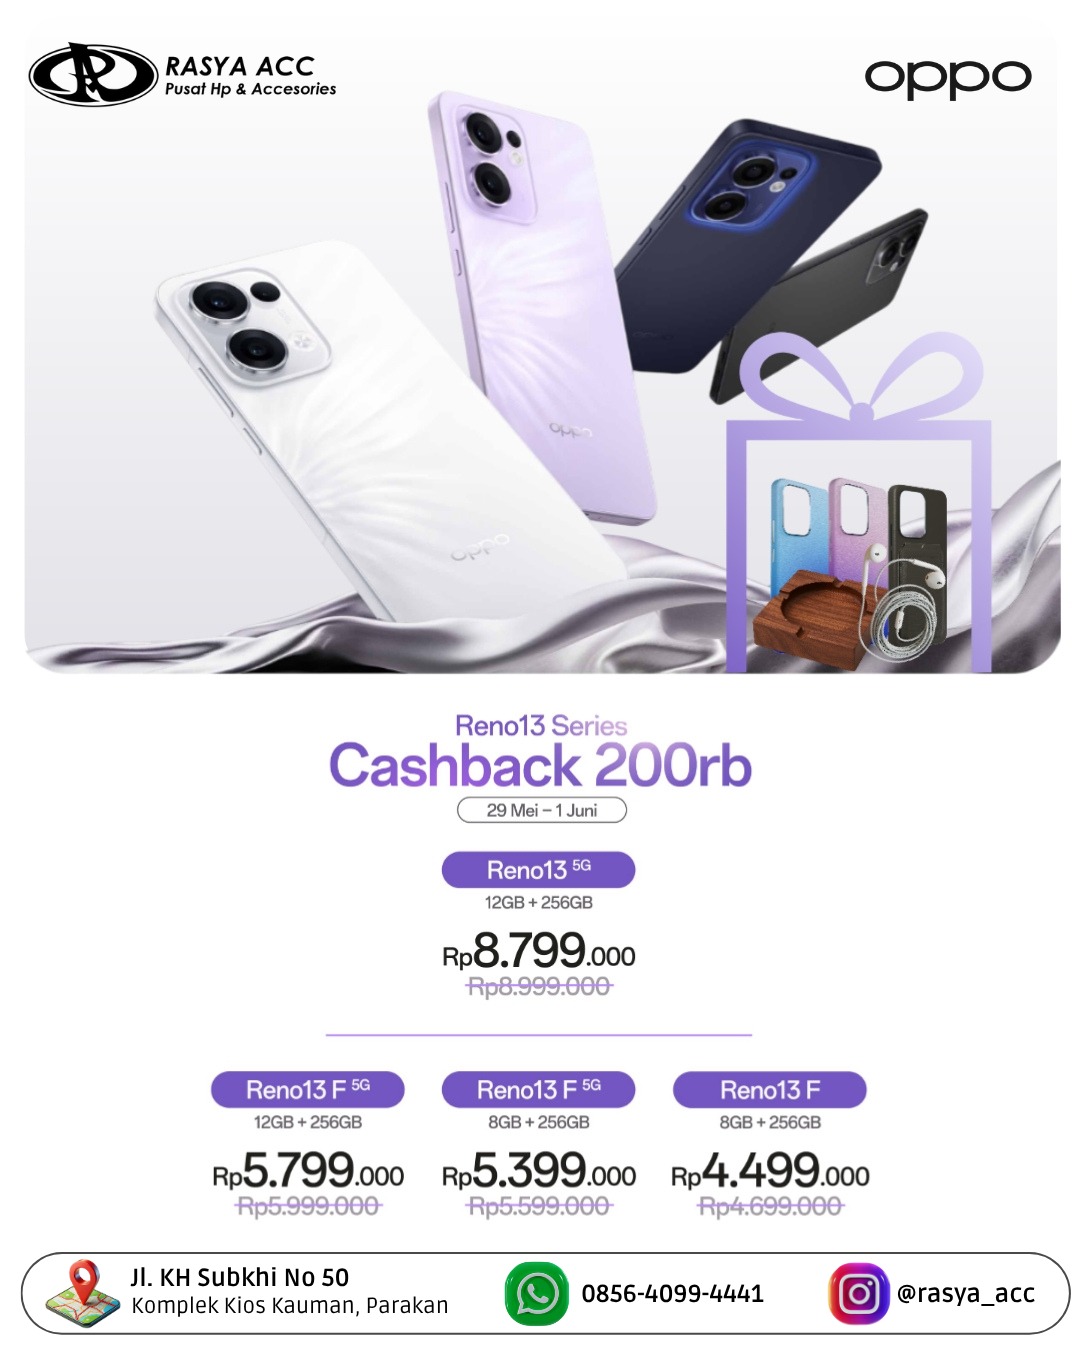 RASYA ACC
Pusat Hp & Accesories
oppo
oppo
oppo
Reno13 Series
Cashback 200rb
29 Mei – 1 Juni
Reno13 5G
12GB + 256GB
Rp8.799.000
Rp8.999.000
Reno13 F 5G
12GB + 256GB
Rp5.799.000
Rp5.999.000
Reno13 F 5G
8GB + 256GB
Rp5.399.000
Rp5.599.000
Reno13 F
8GB + 256GB
Rp4.499.000
Rp4.699.000
Jl. KH Subkhi No 50
Komplek Kios Kauman, Parakan
0856-4099-4441
@rasya_acc